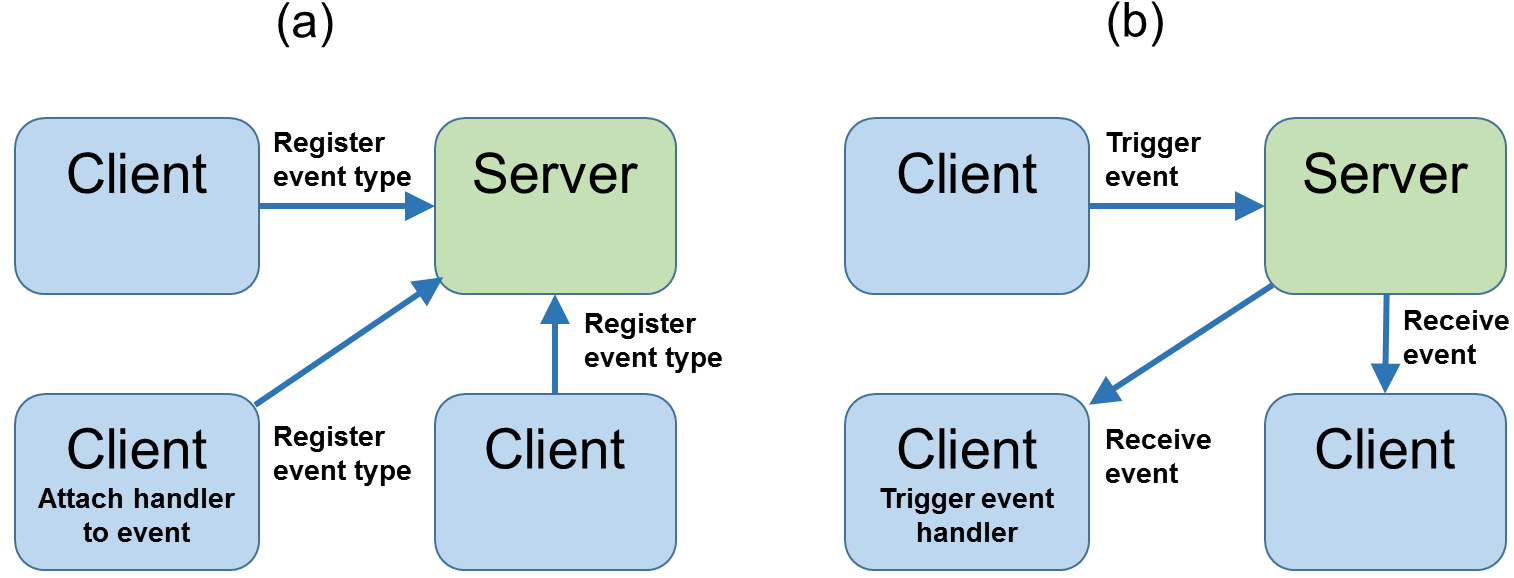 (a)
Client
Register
event type
Server
Register
event type
Client
Attach handler
to event
Register
event type
Client
(b)
Client
Trigger
event
Server
Receive
event
Client
Trigger event
handler
Receive
event
Client